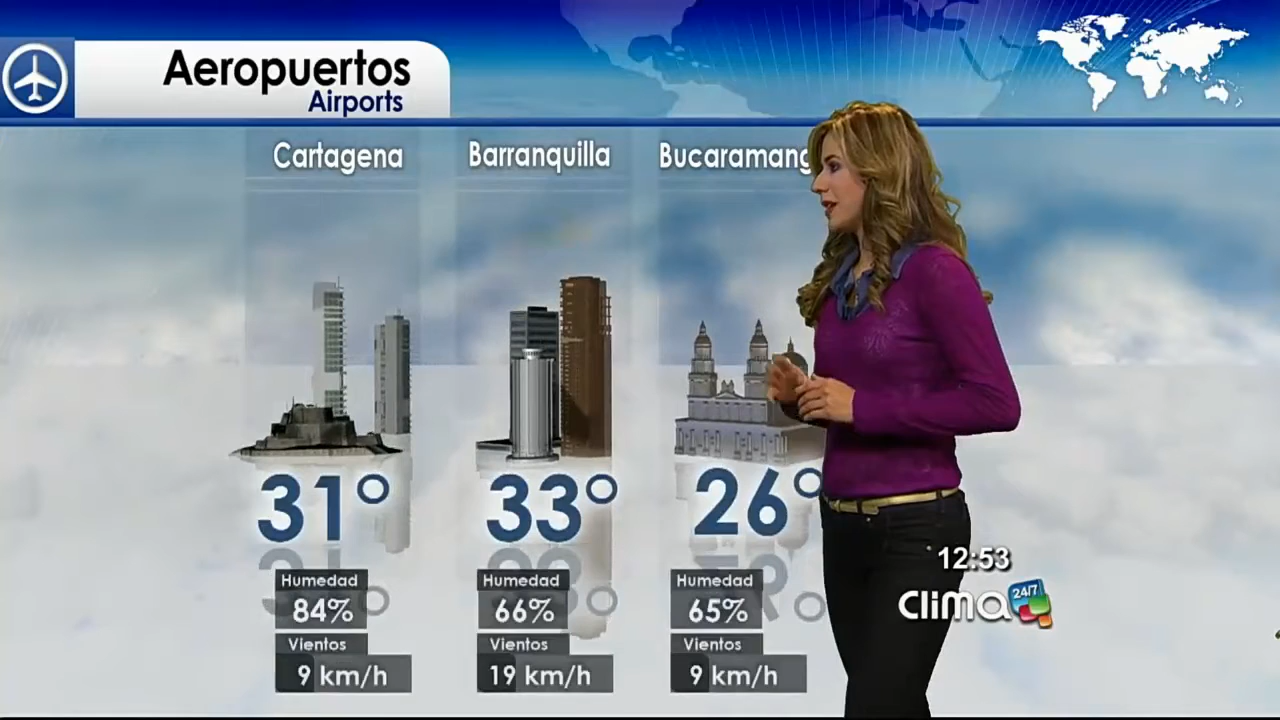 Aeropuertos
Airports
Cartagena
Barranquilla
Bucaramang
31°
33°
26°
Humedad
84%
Vientos
9 km/h
Humedad
66%
Vientos
19 km/h
Humedad
65%
Vientos
9 km/h
12:53
clima 24/7